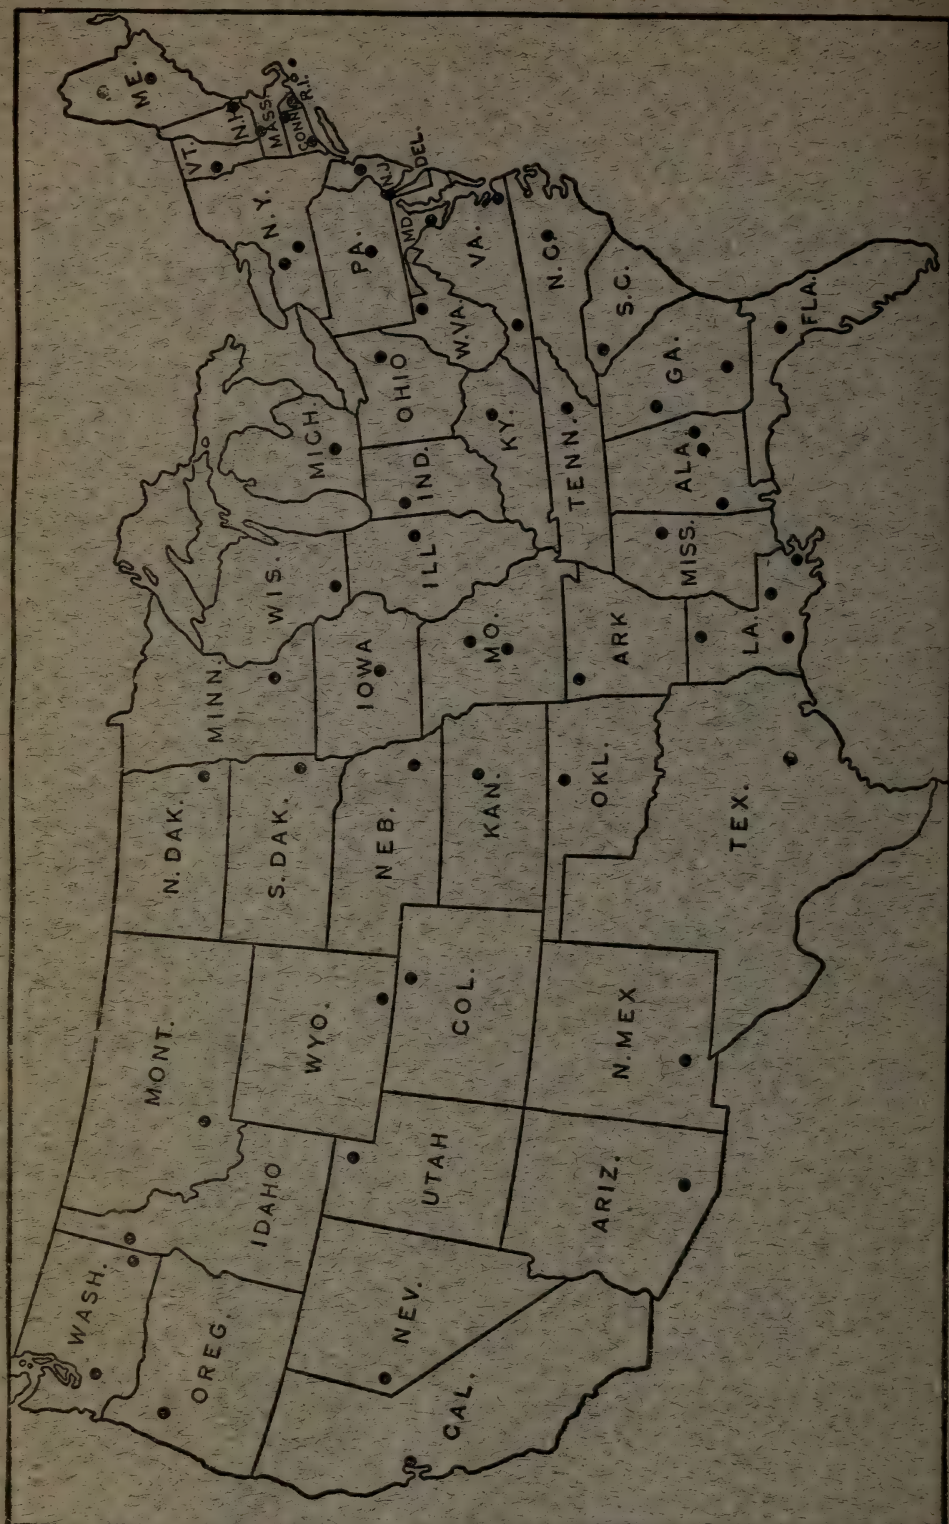 WASH.
OREG.
CAL.
NEV.
IDAHO
MONT.
WYO.
UTAH
ARIZ.
COL.
N.MEX
N.DAK.
S.DAK.
NEB.
KAN.
OKL.
TEX.
MINN.
IOWA
MO.
ARK
LA.
WIS.
ILL
MICH.
IND.
OHIO
KY.
TENN.
MISS.
ALA.
GA.
FLA.
S.C.
N.C.
VA.
W.VA.
MD.
DEL.
PA.
N.J.
N.Y.
VT.
N.H.
ME.
MASS.
CONN.
R.I.